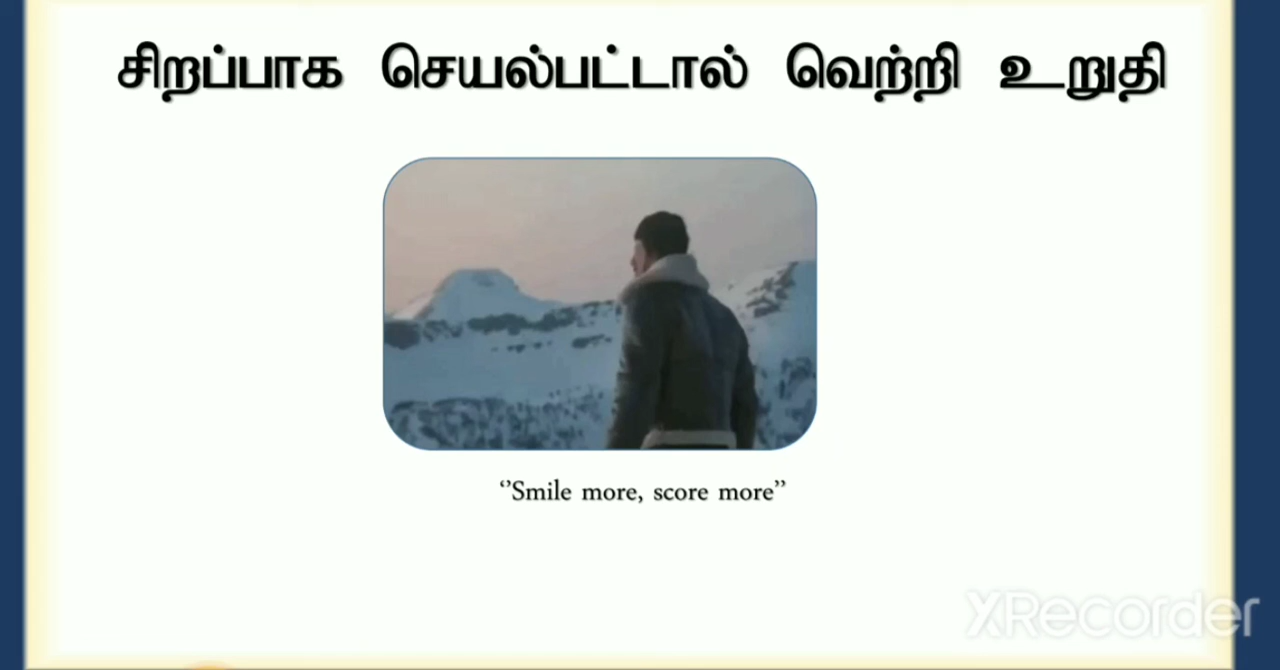 சிறப்பாக செயல்பட்டால் வெற்றி உறுதி
‘’Smile more, score more’’
XRecorder